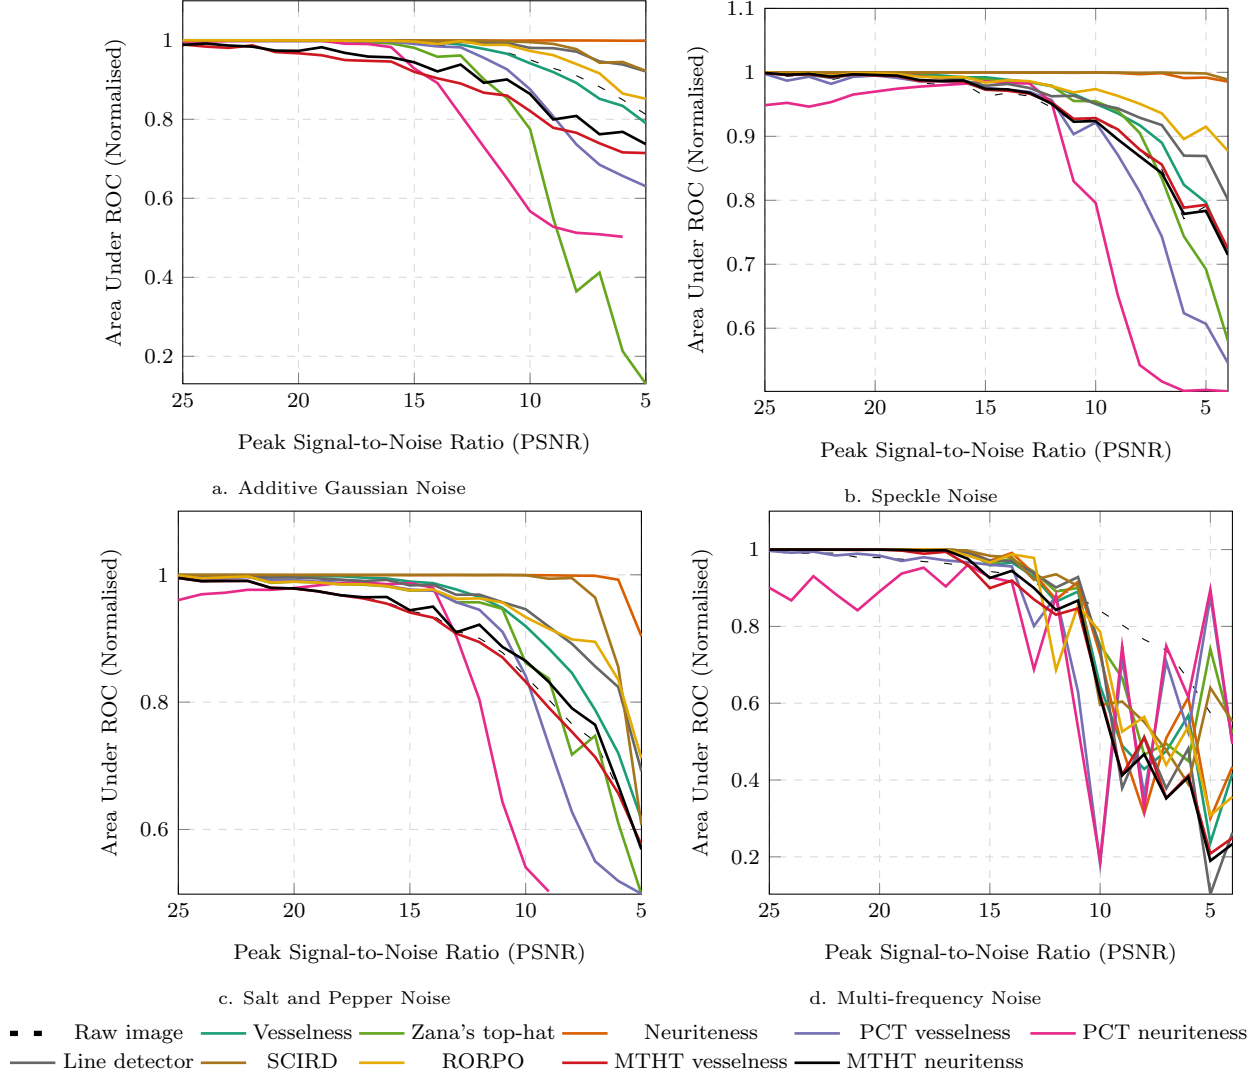 1
0.8
0.6
0.4
0.2
25
20
15
10
5
Area Under ROC (Normalised)
Peak Signal-to-Noise Ratio (PSNR)
a. Additive Gaussian Noise
1.1
1
0.9
0.8
0.7
0.6
25
20
15
10
5
Area Under ROC (Normalised)
Peak Signal-to-Noise Ratio (PSNR)
b. Speckle Noise
1
0.8
0.6
25
20
15
10
5
Area Under ROC (Normalised)
Peak Signal-to-Noise Ratio (PSNR)
c. Salt and Pepper Noise
1
0.8
0.6
0.4
0.2
25
20
15
10
5
Area Under ROC (Normalised)
Peak Signal-to-Noise Ratio (PSNR)
d. Multi-frequency Noise
Raw image Vesselness Zana's top-hat Neuriteness PCT vesselness PCT neuriteness
Line detector SCIRD RORPO MTHT vesselness MTHT neuritenss